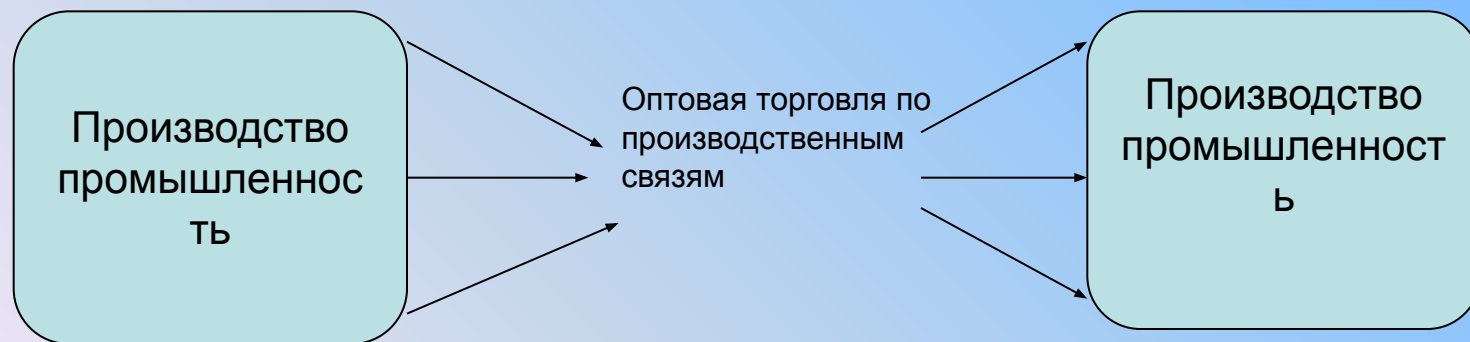 Производство
промышленнос
ть
Оптовая торговля по
производственным
связям
Производство
промышленност
ь